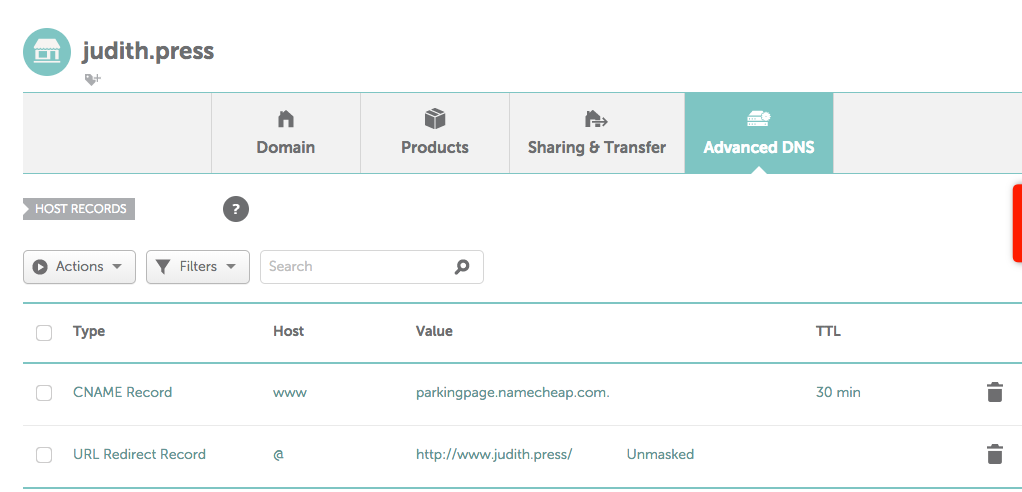 judith.press
Domain Products Sharing & Transfer Advanced DNS
HOST RECORDS ?
Actions Filters Search
Type Host Value TTL
CNAME Record www parkingpage.namecheap.com. 30 min
URL Redirect Record @ http://www.judith.press/ Unmasked